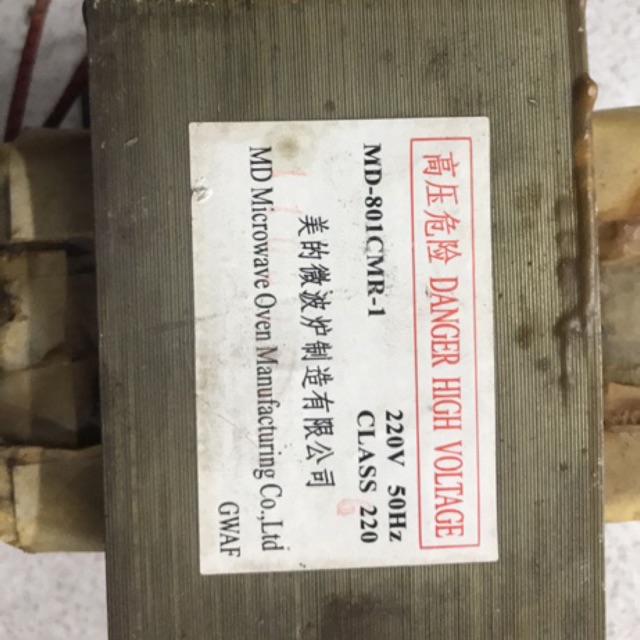 高压危险 DANGER HIGH VOLTAGE
MD-801CMR-1
220V 50Hz
CLASS 220
美的微波炉制造有限公司
MD Microwave Oven Manufacturing Co.,Ltd
GWAF